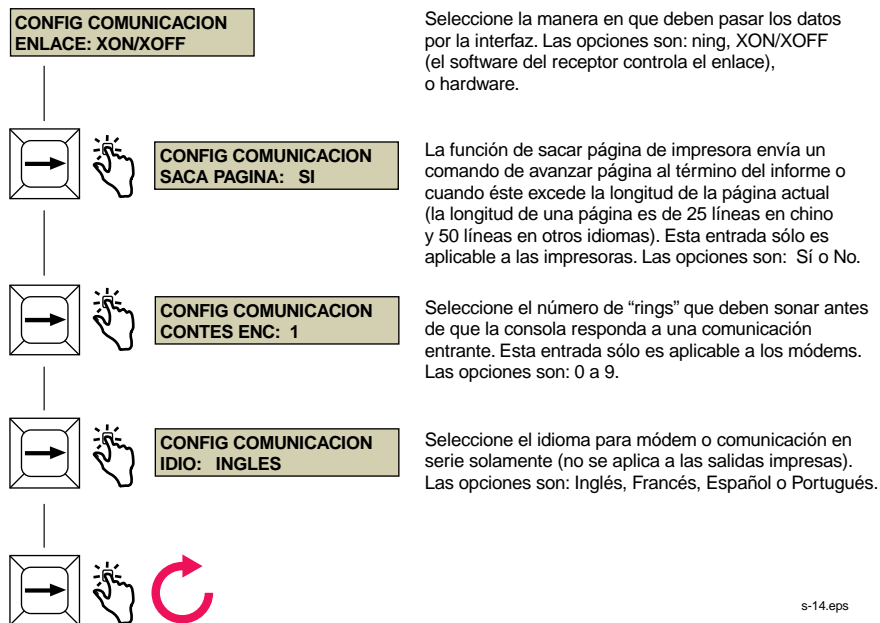 CONFIG COMUNICACION
ENLACE: XON/XOFF
Seleccione la manera en que deben pasar los datos
por la interfaz. Las opciones son: ning, XON/XOFF
(el software del receptor controla el enlace),
o hardware.
CONFIG COMUNICACION
SACA PAGINA: SI
La función de sacar página de impresora envía un
comando de avanzar página al término del informe o
cuando éste excede la longitud de la página actual
(la longitud de una página es de 25 líneas en chino
y 50 líneas en otros idiomas). Esta entrada sólo es
aplicable a las impresoras. Las opciones son: Sí o No.
CONFIG COMUNICACION
CONTES ENC: 1
Seleccione el número de “rings” que deben sonar antes
de que la consola responda a una comunicación
entrante. Esta entrada sólo es aplicable a los módems.
Las opciones son: 0 a 9.
CONFIG COMUNICACION
IDIO: INGLES
Seleccione el idioma para módem o comunicación en
serie solamente (no se aplica a las salidas impresas).
Las opciones son: Inglés, Francés, Español o Portugués.
s-14.eps